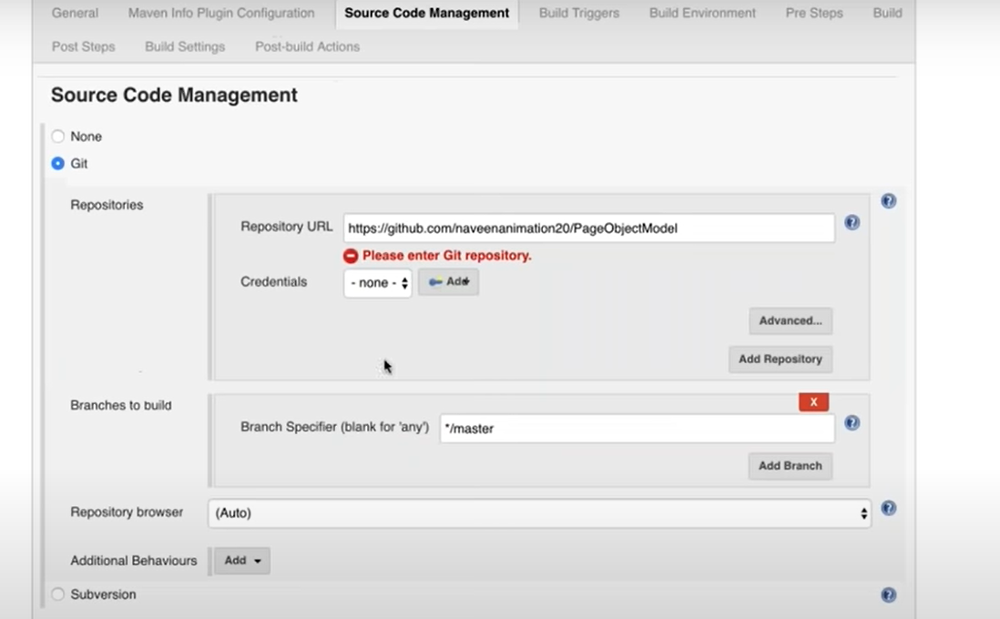 General Maven Info Plugin Configuration Source Code Management Build Triggers Build Environment Pre Steps Build
Post Steps Build Settings Post-build Actions
Source Code Management
None
Git
Repositories
Repository URL https://github.com/naveenanimation20/PageObjectModel
Please enter Git repository.
Credentials - none - Add
Advanced...
Add Repository
Branches to build
X
Branch Specifier (blank for 'any') */master
Add Branch
Repository browser (Auto)
Additional Behaviours Add
Subversion